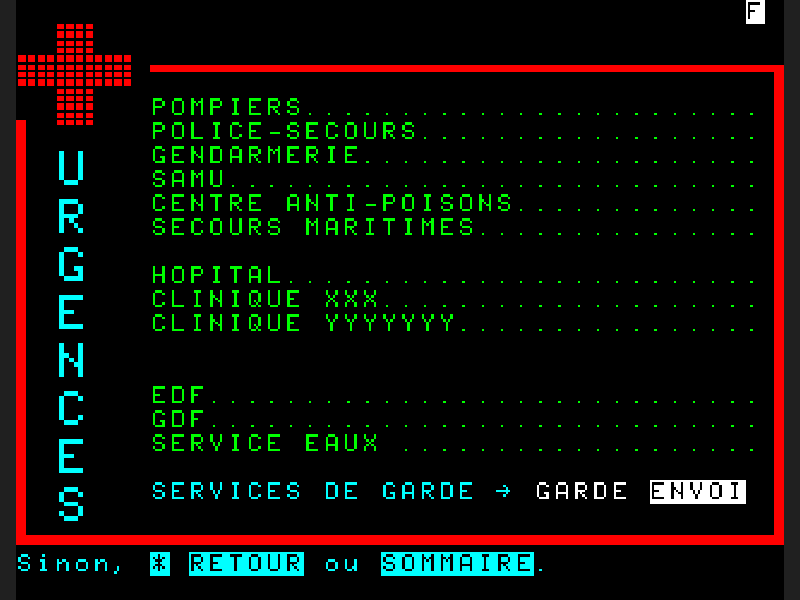 F
URGENCES
POMPIERS........................
POLICE-SECOURS..................
GENDARMERIE.....................
SAMU............................
CENTRE ANTI-POISONS.............
SECOURS MARITIMES...............
HOPITAL.........................
CLINIQUE XXX....................
CLINIQUE YYYYYYY................
EDF.............................
GDF.............................
SERVICE EAUX ...................
SERVICES DE GARDE → GARDE ENVOI
Sinon, * RETOUR ou SOMMAIRE.